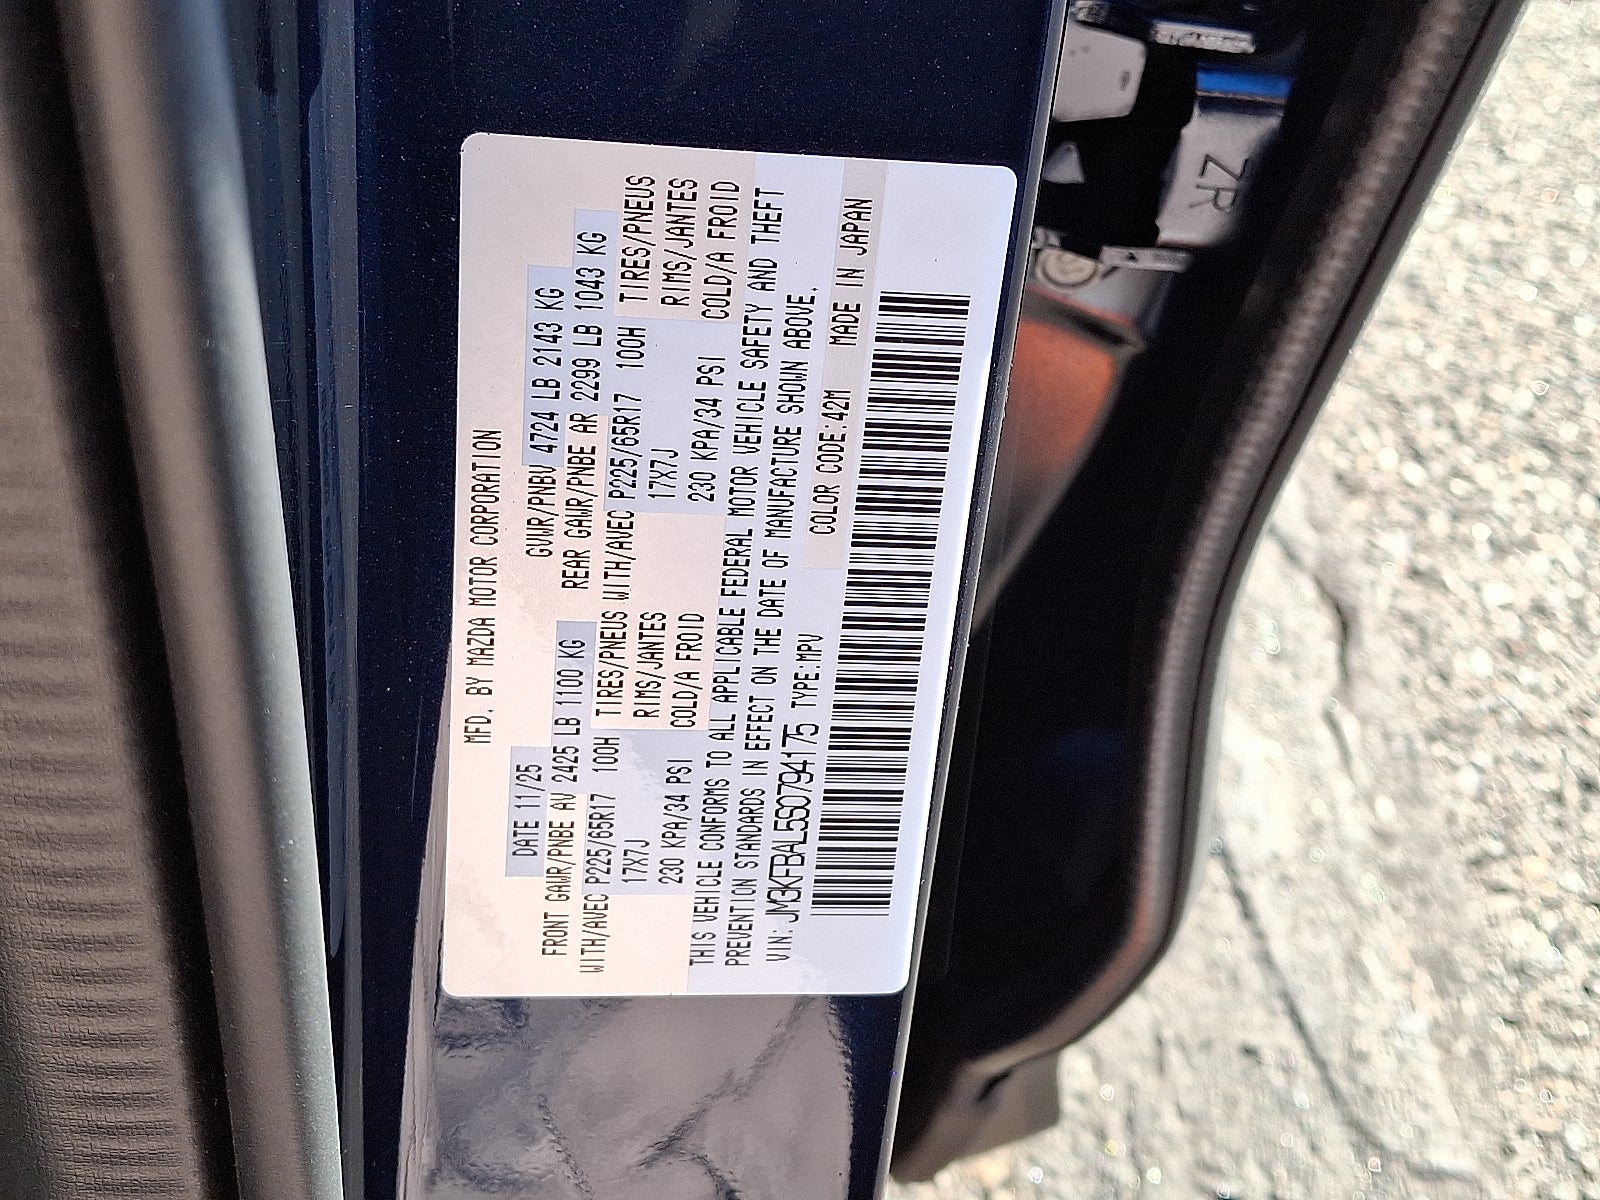 MFD. BY MAZDA MOTOR CORPORATION
DATE 11/25 GVWR/PNBV 4724 LB 2143 KG
FRONT GAWR/PNBE AV 2425 LB 1100 KG REAR GAWR/PNBE AR 2299 LB 1043 KG
WITH/AVEC P225/65R17 100H TIRES/PNEUS WITH/AVEC P225/65R17 100H TIRES/PNEUS
17X7J RIMS/JANTES 17X7J RIMS/JANTES
230 KPA/34 PSI COLD/A FROID 230 KPA/34 PSI COLD/A FROID
THIS VEHICLE CONFORMS TO ALL APPLICABLE FEDERAL MOTOR VEHICLE SAFETY AND THEFT
PREVENTION STANDARDS IN EFFECT ON THE DATE OF MANUFACTURE SHOWN ABOVE.
VIN: JM3KFBAL5S0794175 TYPE:MPV COLOR CODE:42M MADE IN JAPAN
ZR